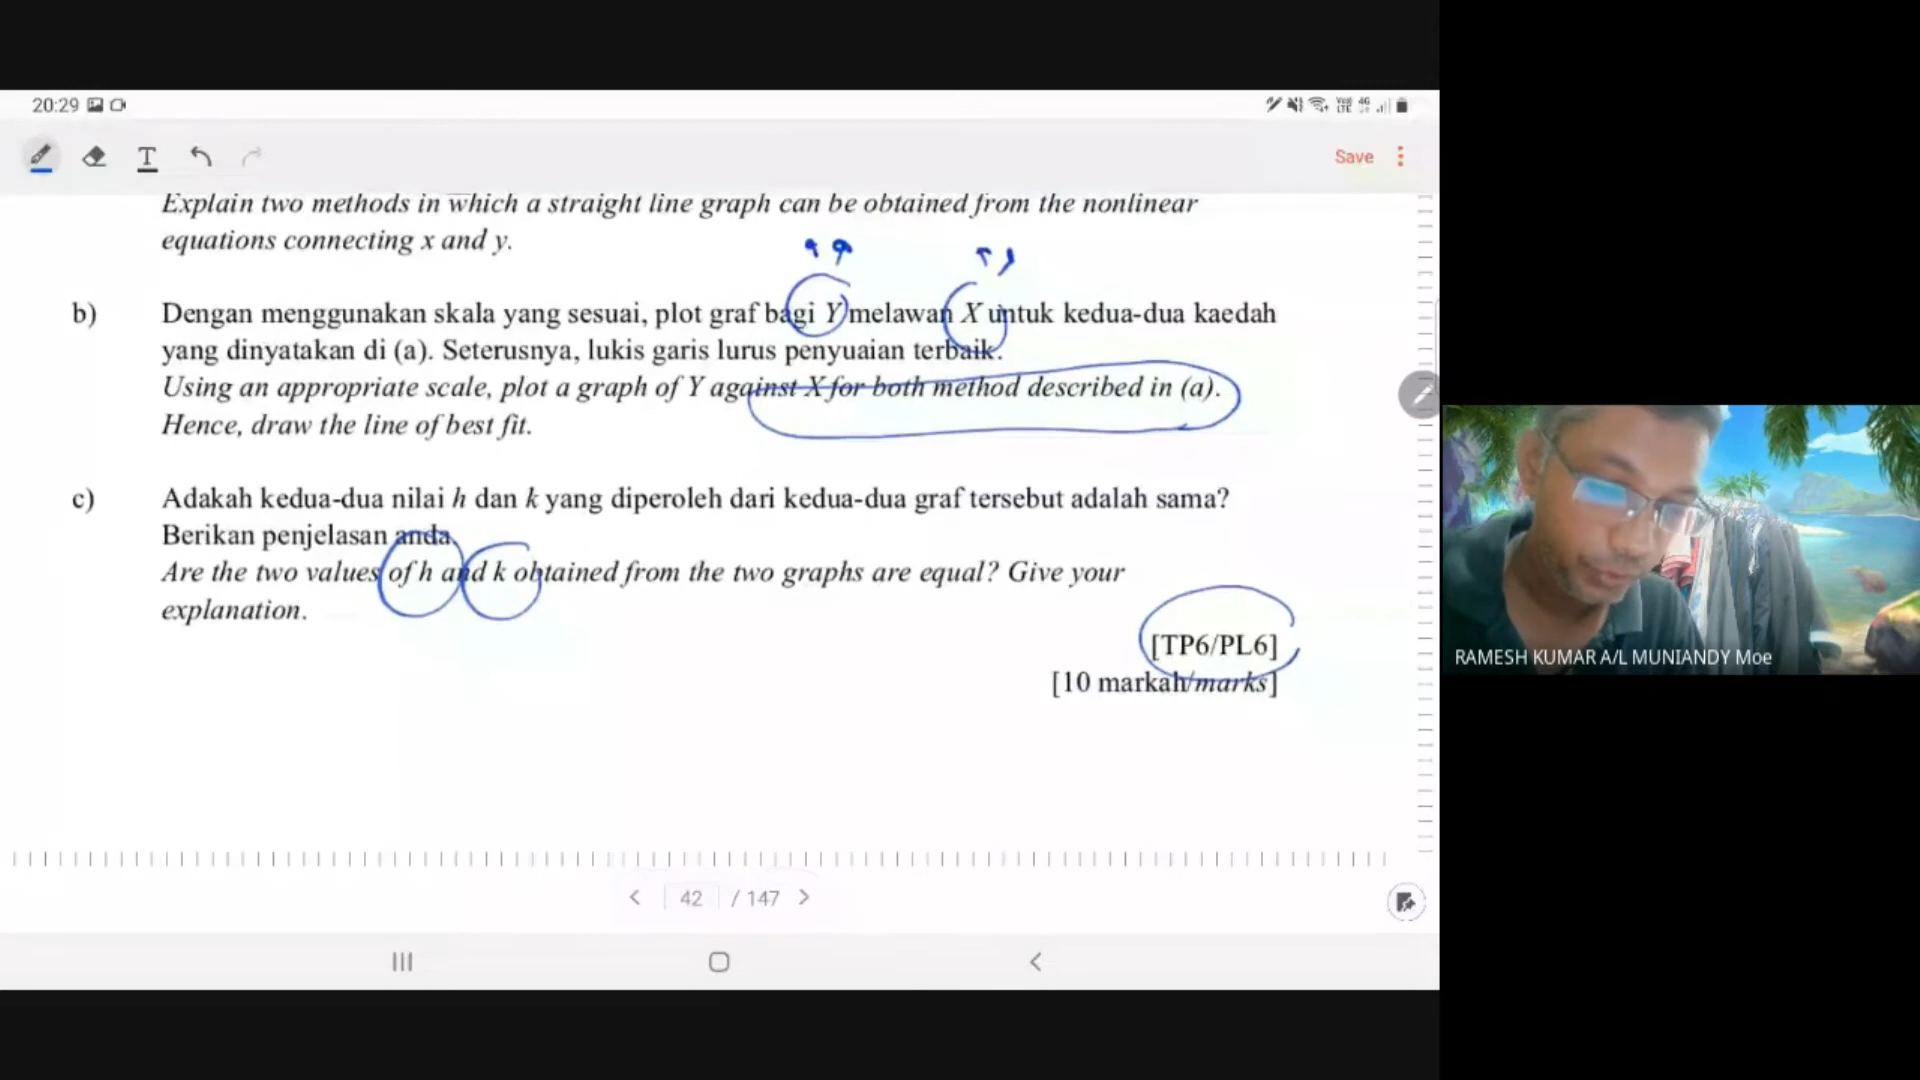 20:29
Vo) 4G
LTE
T
Save
Explain two methods in which a straight line graph can be obtained from the nonlinear
equations connecting x and y.
b) Dengan menggunakan skala yang sesuai, plot graf bagi Y melawan X untuk kedua-dua kaedah
yang dinyatakan di (a). Seterusnya, lukis garis lurus penyuaian terbaik.
Using an appropriate scale, plot a graph of Y against X for both method described in (a).
Hence, draw the line of best fit.
c) Adakah kedua-dua nilai h dan k yang diperoleh dari kedua-dua graf tersebut adalah sama?
Berikan penjelasan anda.
Are the two values of h and k obtained from the two graphs are equal? Give your
explanation.
[TP6/PL6]
[10 markah/marks]
RAMESH KUMAR A/L MUNIANDY Moe
< 42 / 147 >